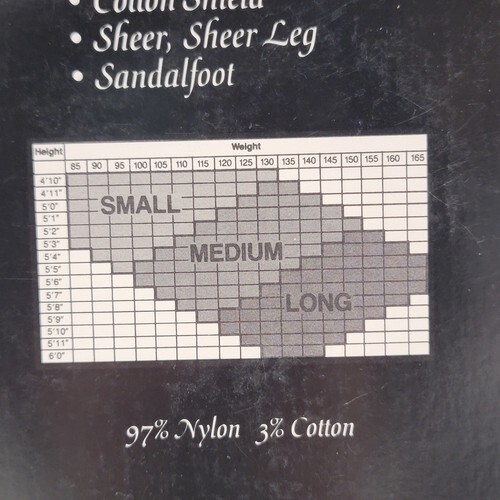 • Cotton Shield
• Sheer, Sheer Leg
• Sandalfoot
Height Weight
85 90 95 100 105 110 115 120 125 130 135 140 145 150 155 160 165
4'10"
4'11"
5'0"
SMALL
5'1"
5'2"
5'3"
MEDIUM
5'4"
5'5"
5'6"
5'7"
LONG
5'8"
5'9"
5'10"
5'11"
6'0"
97% Nylon 3% Cotton